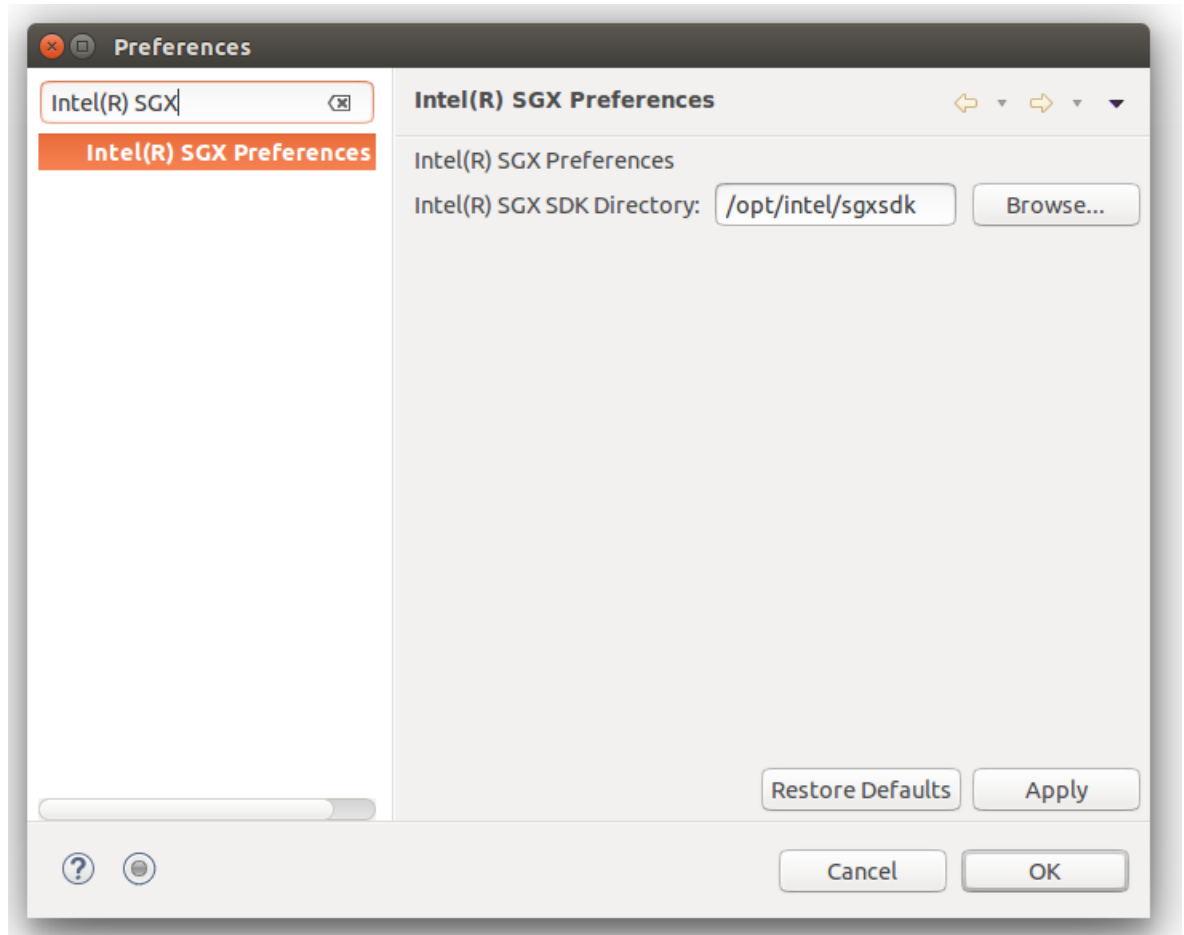 Preferences
Intel(R) SGX
Intel(R) SGX Preferences
Intel(R) SGX Preferences
Intel(R) SGX Preferences
Intel(R) SGX SDK Directory: /opt/intel/sgxsdk Browse...
Restore Defaults Apply
? Cancel OK